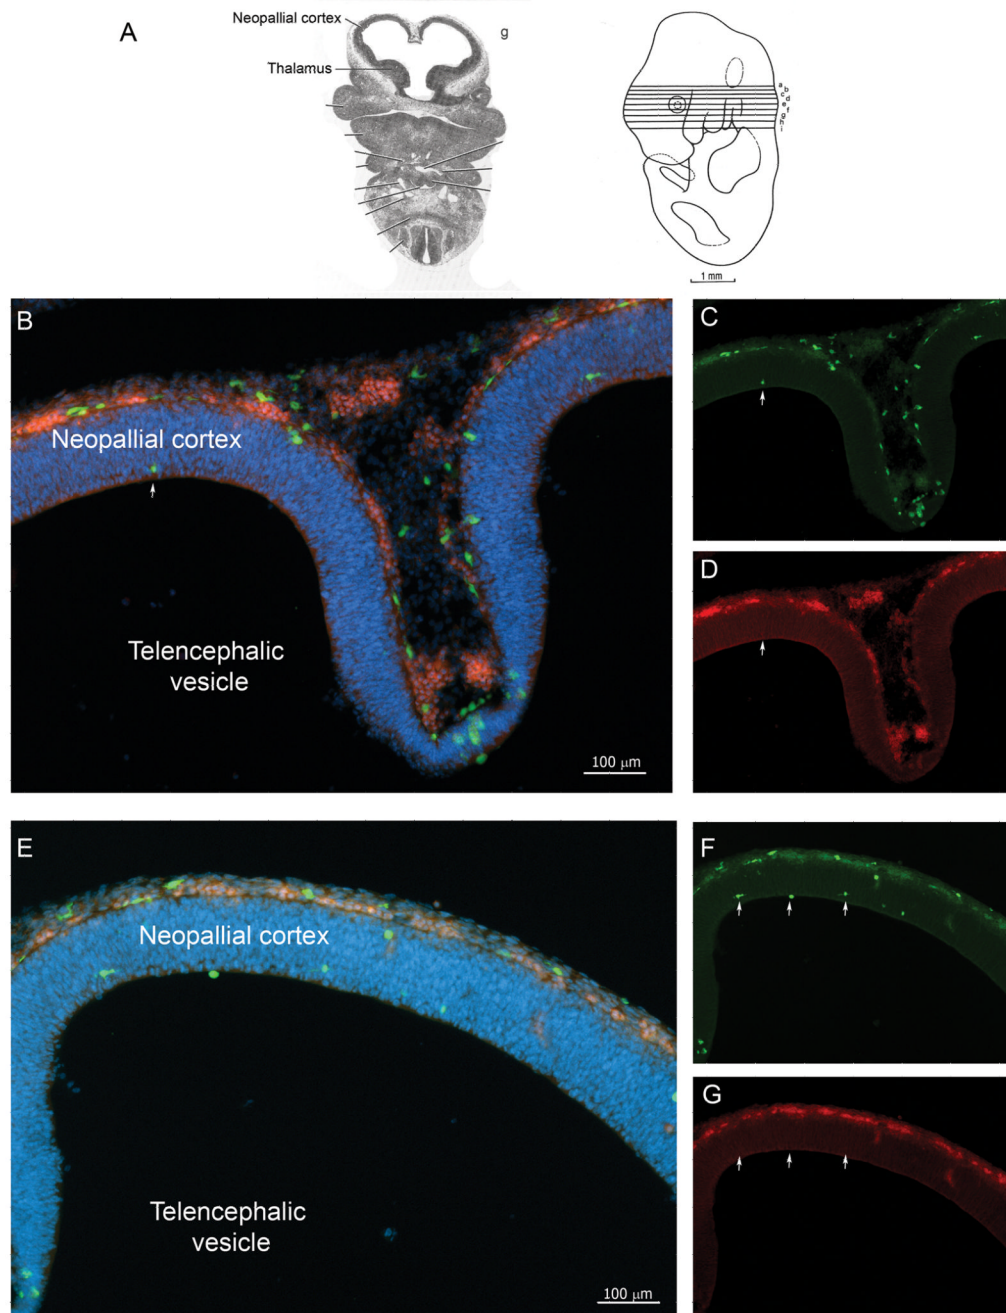 A
Neopallial cortex
g
Thalamus
a
b
c
d
e
f
g
h
i
1 mm
B
Neopallial cortex
Telencephalic
vesicle
100 μm
C
D
E
Neopallial cortex
Telencephalic
vesicle
100 μm
F
G